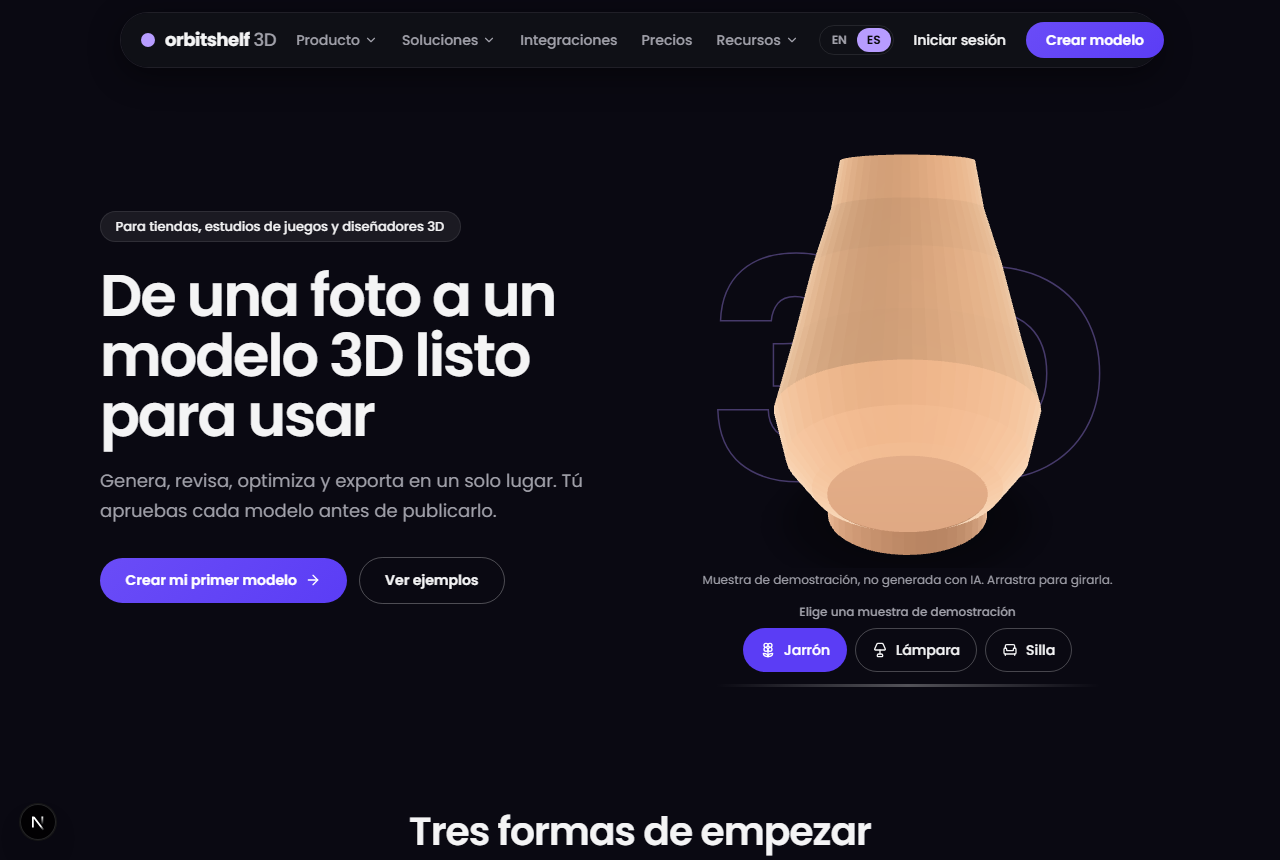 orbitshelf 3D Producto Soluciones Integraciones Precios Recursos EN ES Iniciar sesión Crear modelo
Para tiendas, estudios de juegos y diseñadores 3D
De una foto a un
modelo 3D listo
para usar
Genera, revisa, optimiza y exporta en un solo lugar. Tú
apruebas cada modelo antes de publicarlo.
Crear mi primer modelo
Ver ejemplos
3D
Muestra de demostración, no generada con IA. Arrastra para girarla.
Elige una muestra de demostración
Jarrón Lámpara Silla
N
Tres formas de empezar